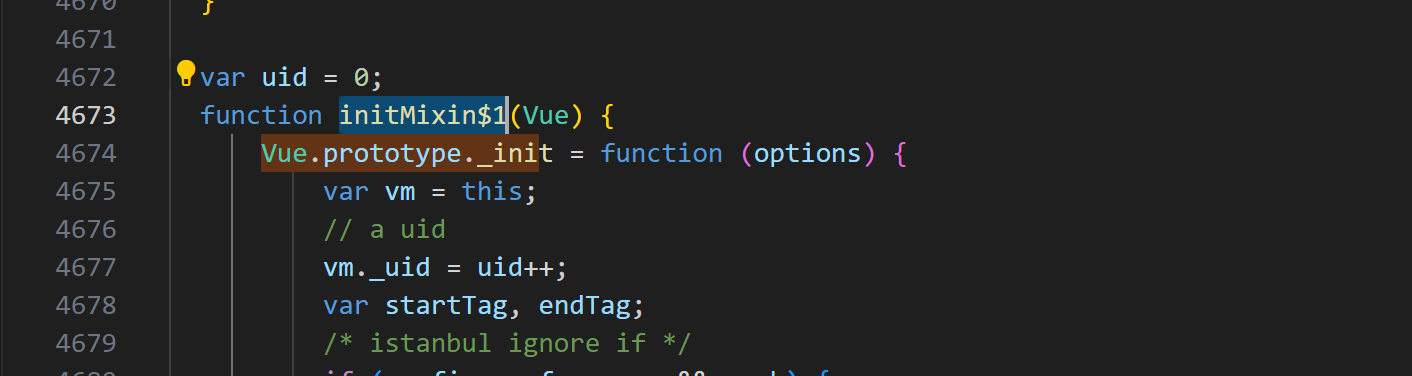 4670 }
4671
4672 var uid = 0;
4673 function initMixin$1(Vue) {
4674 Vue.prototype._init = function (options) {
4675 var vm = this;
4676 // a uid
4677 vm._uid = uid++;
4678 var startTag, endTag;
4679 /* istanbul ignore if */